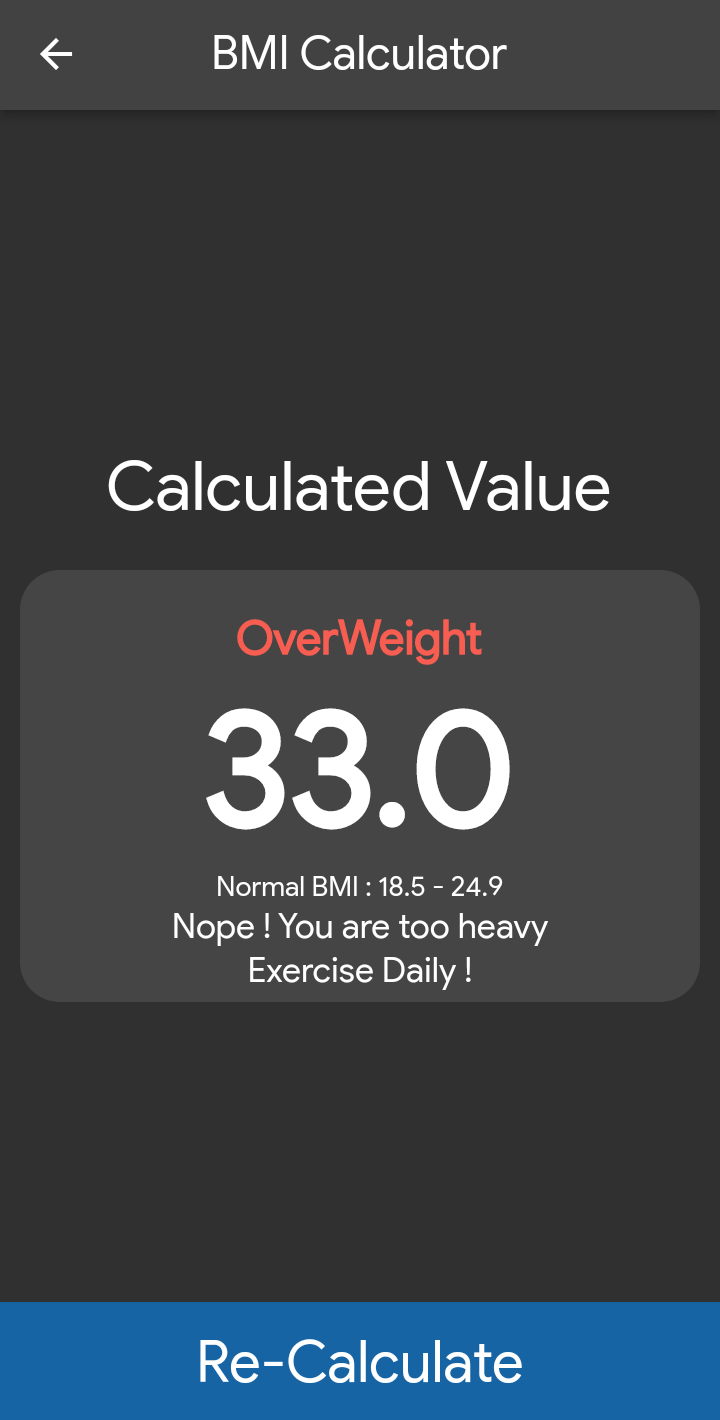 BMI Calculator
Calculated Value
OverWeight
33.0
Normal BMI : 18.5 - 24.9
Nope ! You are too heavy
Exercise Daily !
Re-Calculate